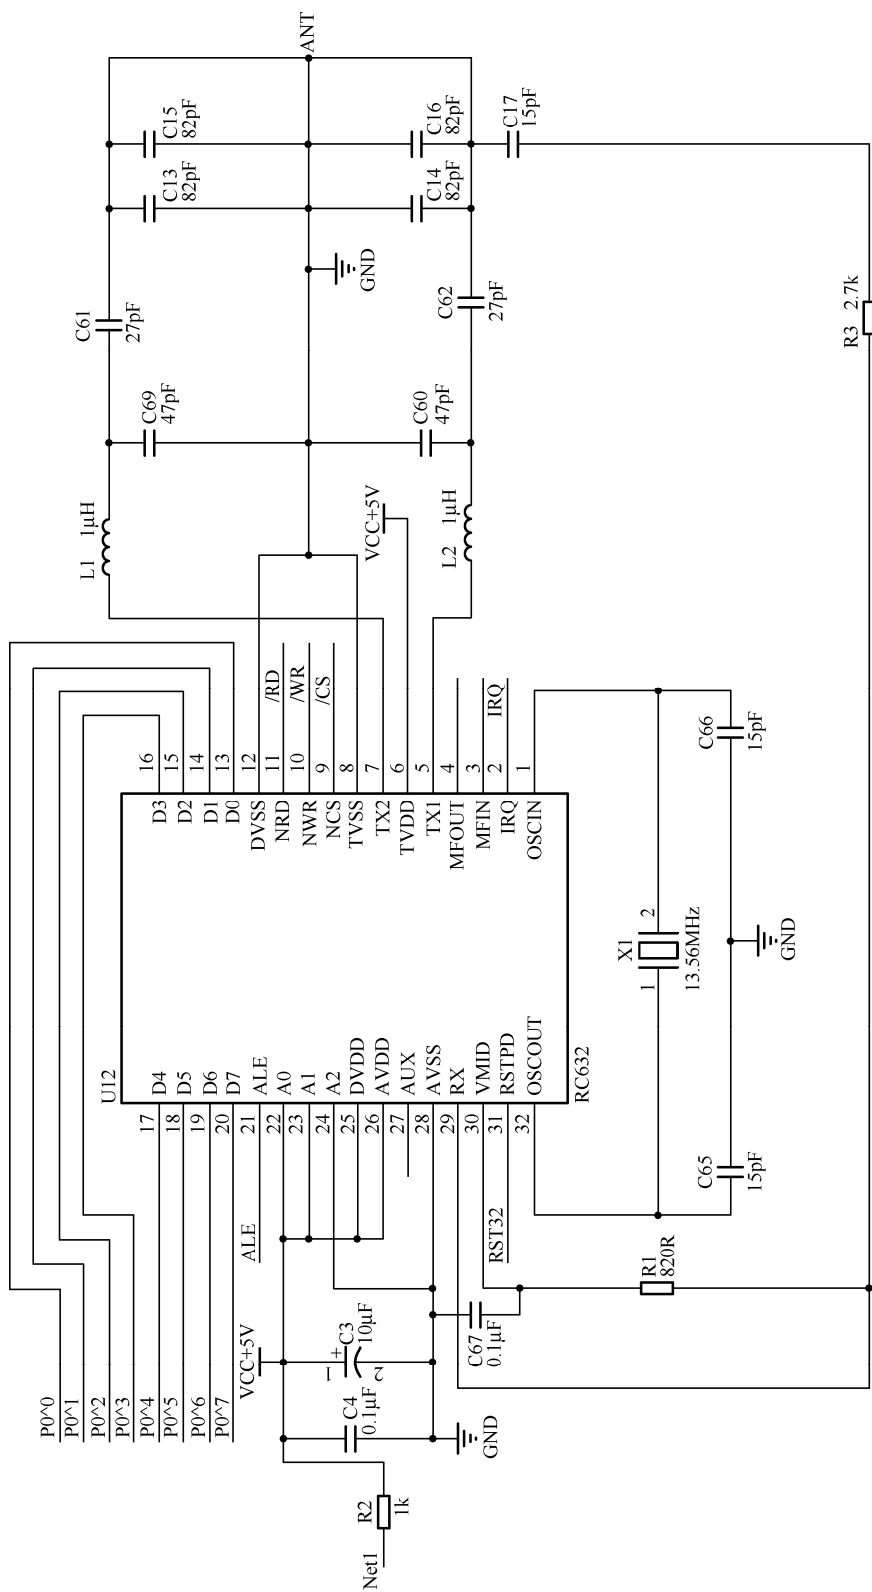 P0^0
P0^1
P0^2
P0^3
P0^4
P0^5
P0^6
P0^7
VCC+5V
ALE
Net1
R2
1k
C4
0.1μF
1
+
C3
10μF
2
GND
C67
0.1μF
RST32
R1
820R
U12
17
D4
18
D5
19
D6
20
D7
21
ALE
22
A0
23
A1
24
A2
25
DVDD
26
AVDD
27
AUX
28
AVSS
29
RX
30
VMID
31
RSTPD
32
OSCOUT
RC632
D3
16
D2
15
D1
14
D0
13
DVSS
12
NRD
11
/RD
NWR
10
/WR
NCS
9
/CS
TVSS
8
TX2
7
TVDD
6
TX1
5
MFOUT
4
MFIN
3
IRQ
2
IRQ
OSCIN
1
X1
1
2
13.56MHz
C65
15pF
GND
C66
15pF
L1
1μH
C69
47pF
C61
27pF
C13
82pF
C15
82pF
ANT
GND
VCC+5V
L2
1μH
C60
47pF
C62
27pF
C14
82pF
C16
82pF
C17
15pF
R3
2.7k